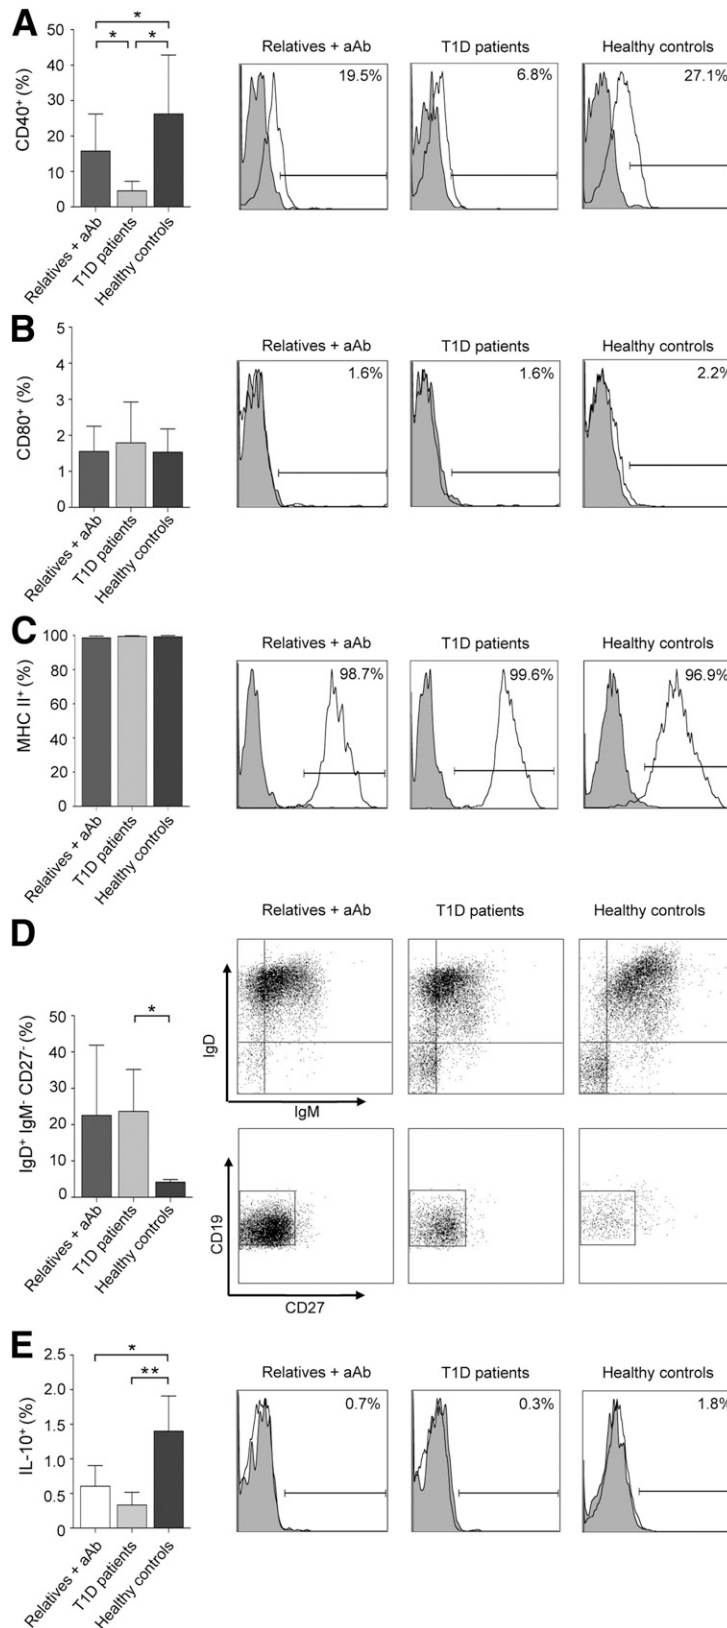 A
CD40⁺ (%)
50
40
30
20
10
0
*
* *
Relatives + aAb
T1D patients
Healthy controls
Relatives + aAb T1D patients Healthy controls
19.5% 6.8% 27.1%
B
CD80⁺ (%)
5
4
3
2
1
0
Relatives + aAb
T1D patients
Healthy controls
Relatives + aAb T1D patients Healthy controls
1.6% 1.6% 2.2%
C
MHC II⁺ (%)
100
80
60
40
20
0
Relatives + aAb
T1D patients
Healthy controls
Relatives + aAb T1D patients Healthy controls
98.7% 99.6% 96.9%
D
IgD⁺ IgM⁻ CD27⁻ (%)
50
40
30
20
10
0
*
Relatives + aAb
T1D patients
Healthy controls
Relatives + aAb T1D patients Healthy controls
IgD
IgM
CD19
CD27
E
IL-10⁺ (%)
2.5
2.0
1.5
1.0
0.5
0
*
**
Relatives + aAb
T1D patients
Healthy controls
Relatives + aAb T1D patients Healthy controls
0.7% 0.3% 1.8%